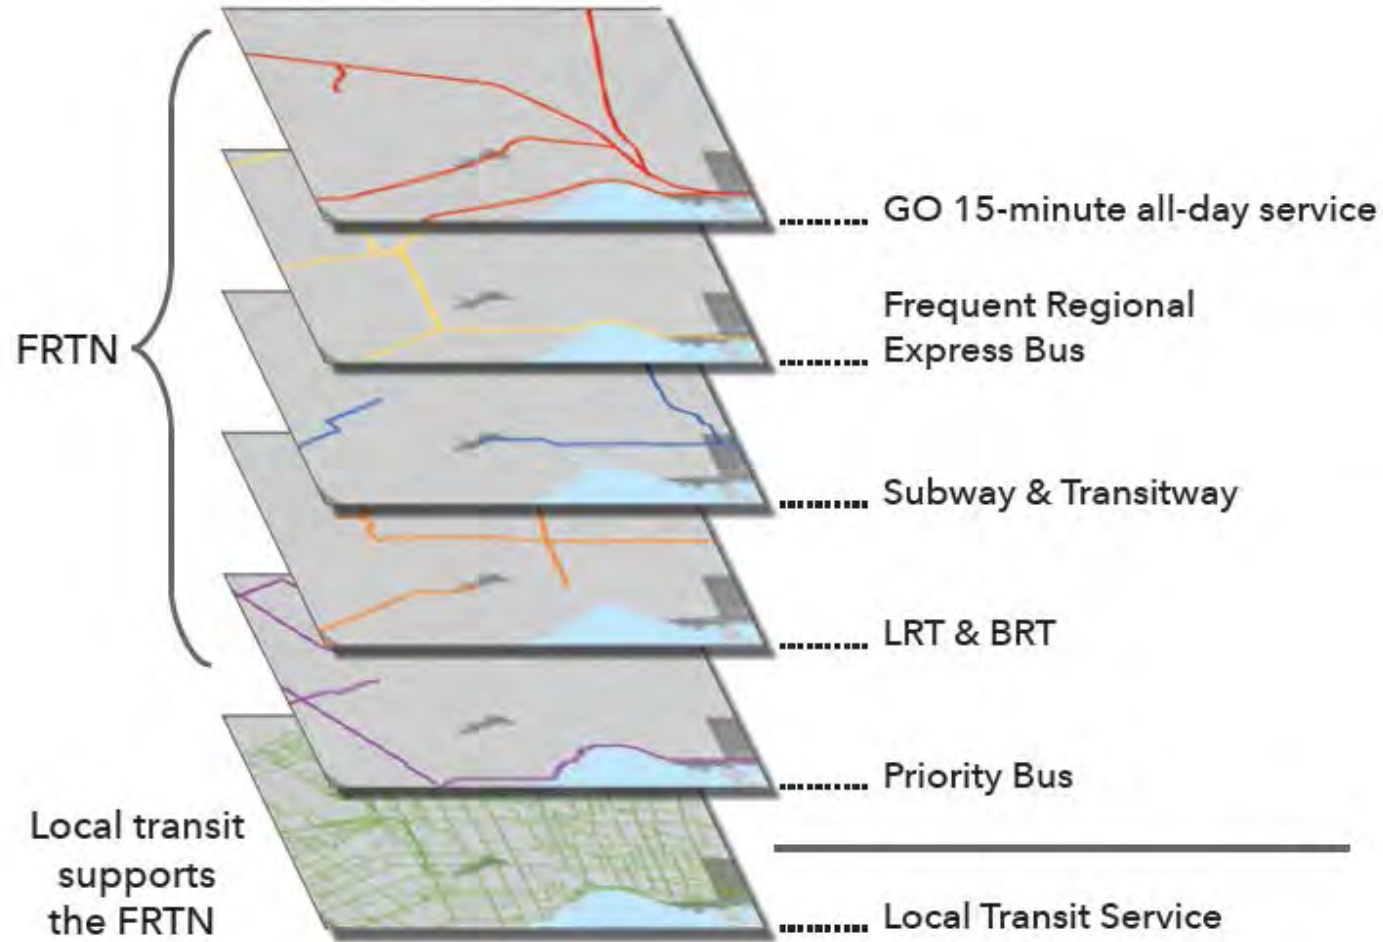 GO 15-minute all-day service
Frequent Regional
Express Bus
FRTN
Subway & Transitway
LRT & BRT
Priority Bus
Local transit
supports
the FRTN
Local Transit Service